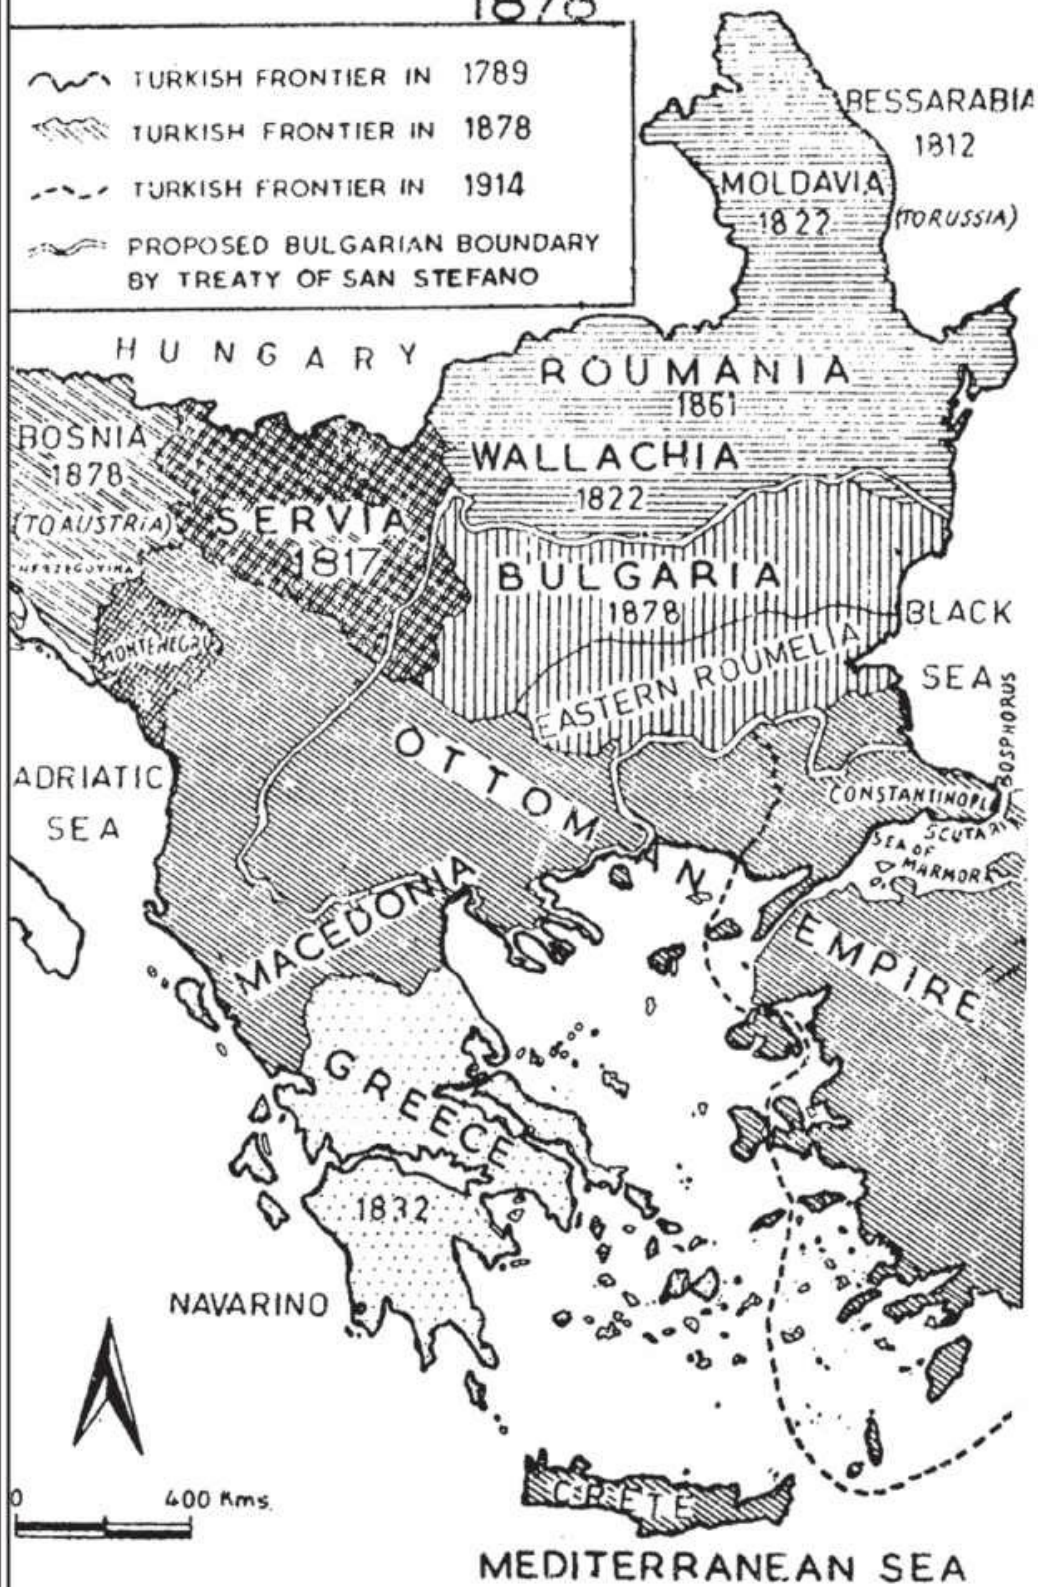 1878
TURKISH FRONTIER IN 1789
TURKISH FRONTIER IN 1878
TURKISH FRONTIER IN 1914
PROPOSED BULGARIAN BOUNDARY
BY TREATY OF SAN STEFANO
BESSARABIA
1812
MOLDAVIA
1822
(TO RUSSIA)
HUNGARY
ROUMANIA
1861
BOSNIA
1878
WALLACHIA
1822
(TO AUSTRIA)
SERVIA
1817
HERZEGOVINA
BULGARIA
1878
BLACK
SEA
MONTENEGRO
EASTERN ROUMELIA
BOSPHORUS
ADRIATIC
SEA
OTTOMAN
EMPIRE
CONSTANTINOPL
SCUTARI
SEA OF
MARMOR
MACEDONIA
GREECE
1832
NAVARINO
0 400 Kms.
CRETE
MEDITERRANEAN SEA